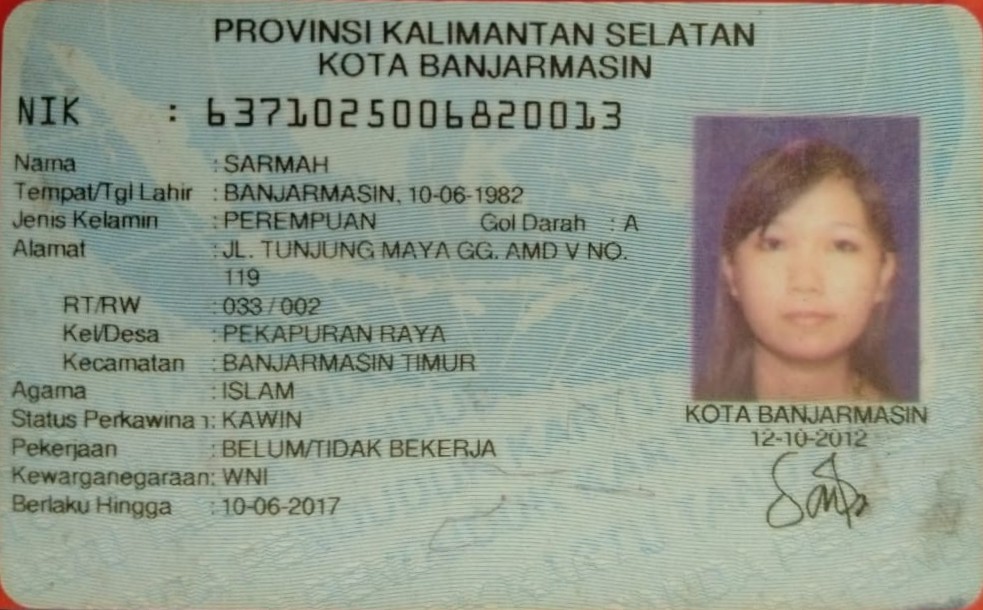 PROVINSI KALIMANTAN SELATAN
KOTA BANJARMASIN
NIK : 6371025006820013
Nama : SARMAH
Tempat/Tgl Lahir : BANJARMASIN, 10-06-1982
Jenis Kelamin : PEREMPUAN Gol Darah : A
Alamat : JL. TUNJUNG MAYA GG. AMD V NO.
119
RT/RW : 033 / 002
Kel/Desa : PEKAPURAN RAYA
Kecamatan : BANJARMASIN TIMUR
Agama : ISLAM
Status Perkawinan : KAWIN
Pekerjaan : BELUM/TIDAK BEKERJA
Kewarganegaraan: WNI
Berlaku Hingga : 10-06-2017
KOTA BANJARMASIN
12-10-2012